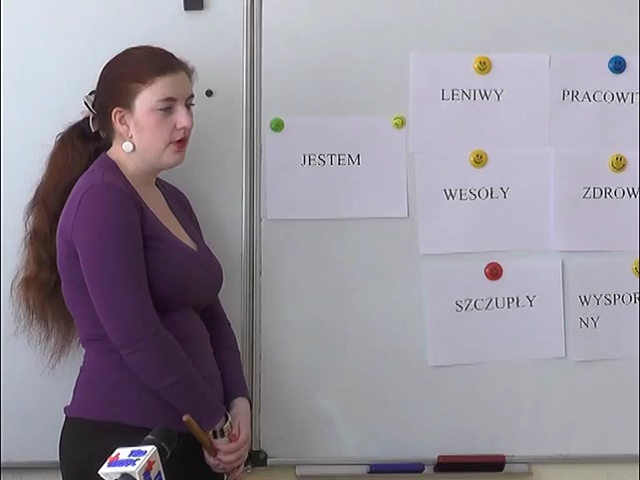 JESTEM
LENIWY
PRACOWIT
WESOŁY
ZDROW
SZCZUPŁY
WYSPOR
NY